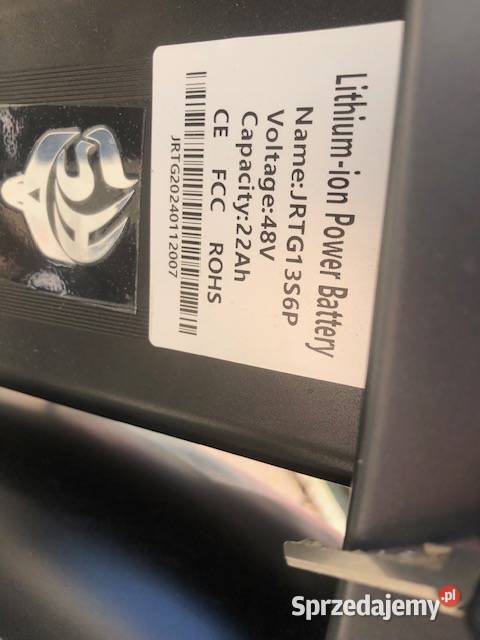 Lithium-ion Power Battery
Name:JRTG13S6P
Voltage:48V
Capacity:22Ah
CE FCC ROHS
JRTG20240112007
Sprzedajemy.pl